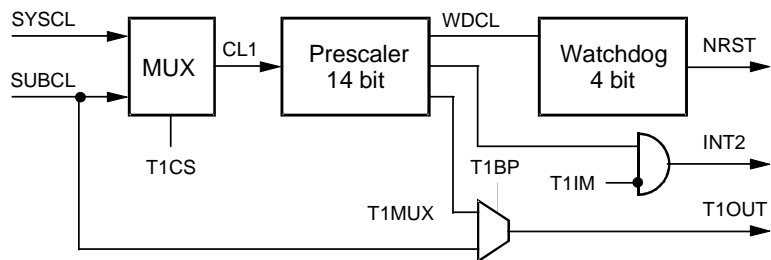 SYSCL
SUBCL
MUX
T1CS
CL1
Prescaler
14 bit
WDCL
Watchdog
4 bit
NRST
INT2
T1BP
T1IM
T1MUX
T1OUT